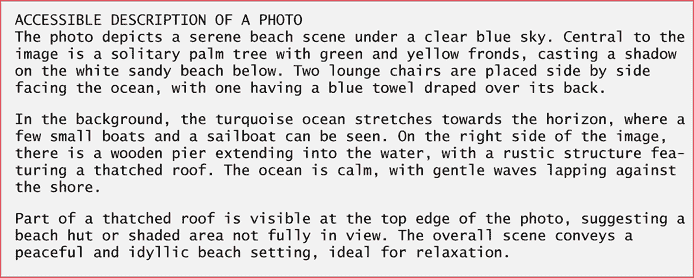 ACCESSIBLE DESCRIPTION OF A PHOTO
The photo depicts a serene beach scene under a clear blue sky. Central to the
image is a solitary palm tree with green and yellow fronds, casting a shadow
on the white sandy beach below. Two lounge chairs are placed side by side
facing the ocean, with one having a blue towel draped over its back.
In the background, the turquoise ocean stretches towards the horizon, where a
few small boats and a sailboat can be seen. On the right side of the image,
there is a wooden pier extending into the water, with a rustic structure fea-
turing a thatched roof. The ocean is calm, with gentle waves lapping against
the shore.
Part of a thatched roof is visible at the top edge of the photo, suggesting a
beach hut or shaded area not fully in view. The overall scene conveys a
peaceful and idyllic beach setting, ideal for relaxation.